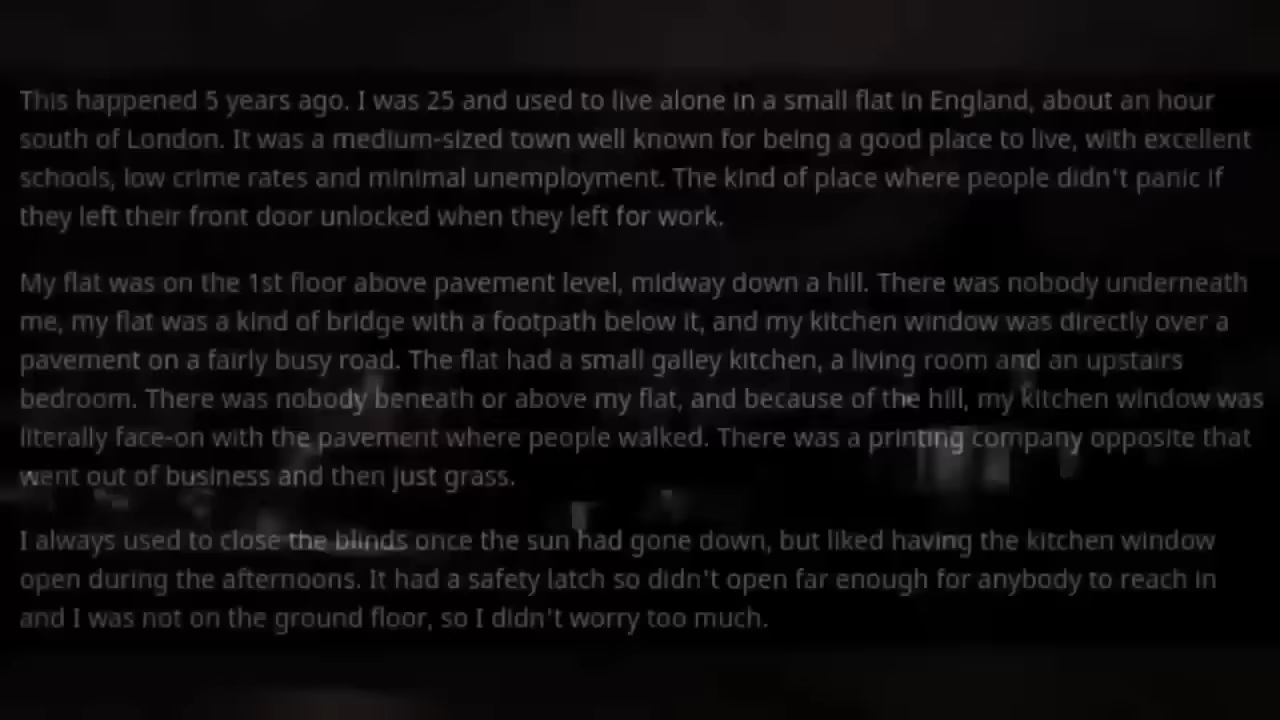 This happened 5 years ago. I was 25 and used to live alone in a small flat in England, about an hour
south of London. It was a medium-sized town well known for being a good place to live, with excellent
schools, low crime rates and minimal unemployment. The kind of place where people didn't panic if
they left their front door unlocked when they left for work.
My flat was on the 1st floor above pavement level, midway down a hill. There was nobody underneath
me, my flat was a kind of bridge with a footpath below it, and my kitchen window was directly over a
pavement on a fairly busy road. The flat had a small galley kitchen, a living room and an upstairs
bedroom. There was nobody beneath or above my flat, and because of the hill, my kitchen window was
literally face-on with the pavement where people walked. There was a printing company opposite that
went out of business and then just grass.
I always used to close the blinds once the sun had gone down, but liked having the kitchen window
open during the afternoons. It had a safety latch so didn't open far enough for anybody to reach in
and I was not on the ground floor, so I didn't worry too much.